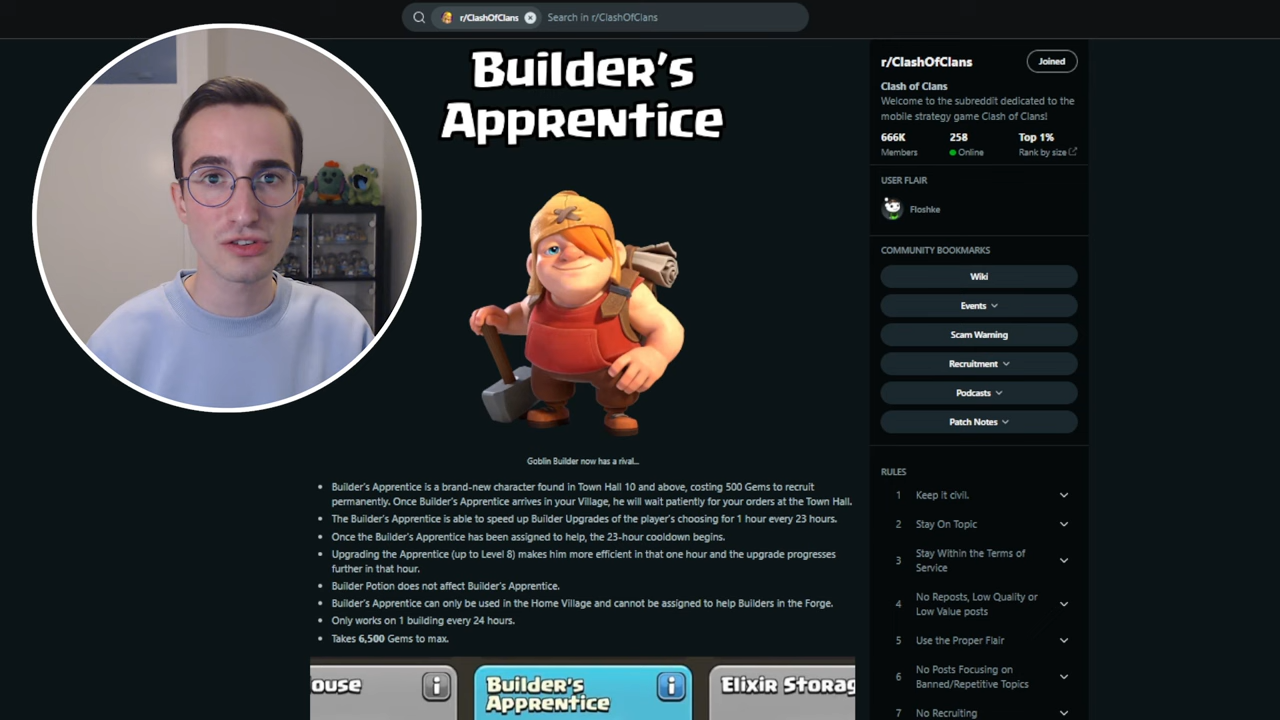 r/ClashOfClans
Search in r/ClashOfClans
Builder's
Apprentice
Goblin Builder now has a rival...
Builder's Apprentice is a brand-new character found in Town Hall 10 and above, costing 500 Gems to recruit
permanently. Once Builder's Apprentice arrives in your Village, he will wait patiently for your orders at the Town Hall.
The Builder's Apprentice is able to speed up Builder Upgrades of the player's choosing for 1 hour every 23 hours.
Once the Builder's Apprentice has been assigned to help, the 23-hour cooldown begins.
Upgrading the Apprentice (up to Level 8) makes him more efficient in that one hour and the upgrade progresses
further in that hour.
Builder Potion does not affect Builder's Apprentice.
Builder's Apprentice can only be used in the Home Village and cannot be assigned to help Builders in the Forge.
Only works on 1 building every 24 hours.
Takes 6,500 Gems to max.
ouse
i
Builder's
Apprentice
i
Elixir Storag
r/ClashOfClans
Joined
Clash of Clans
Welcome to the subreddit dedicated to the
mobile strategy game Clash of Clans!
666K 258 Top 1%
Members Online Rank by size
USER FLAIR
Floshke
COMMUNITY BOOKMARKS
Wiki
Events
Scam Warning
Recruitment
Podcasts
Patch Notes
RULES
1 Keep it civil.
2 Stay On Topic
3 Stay Within the Terms of
Service
4 No Reposts, Low Quality or
Low Value posts
5 Use the Proper Flair
6 No Posts Focusing on
Banned/Repetitive Topics
7 No Recruiting